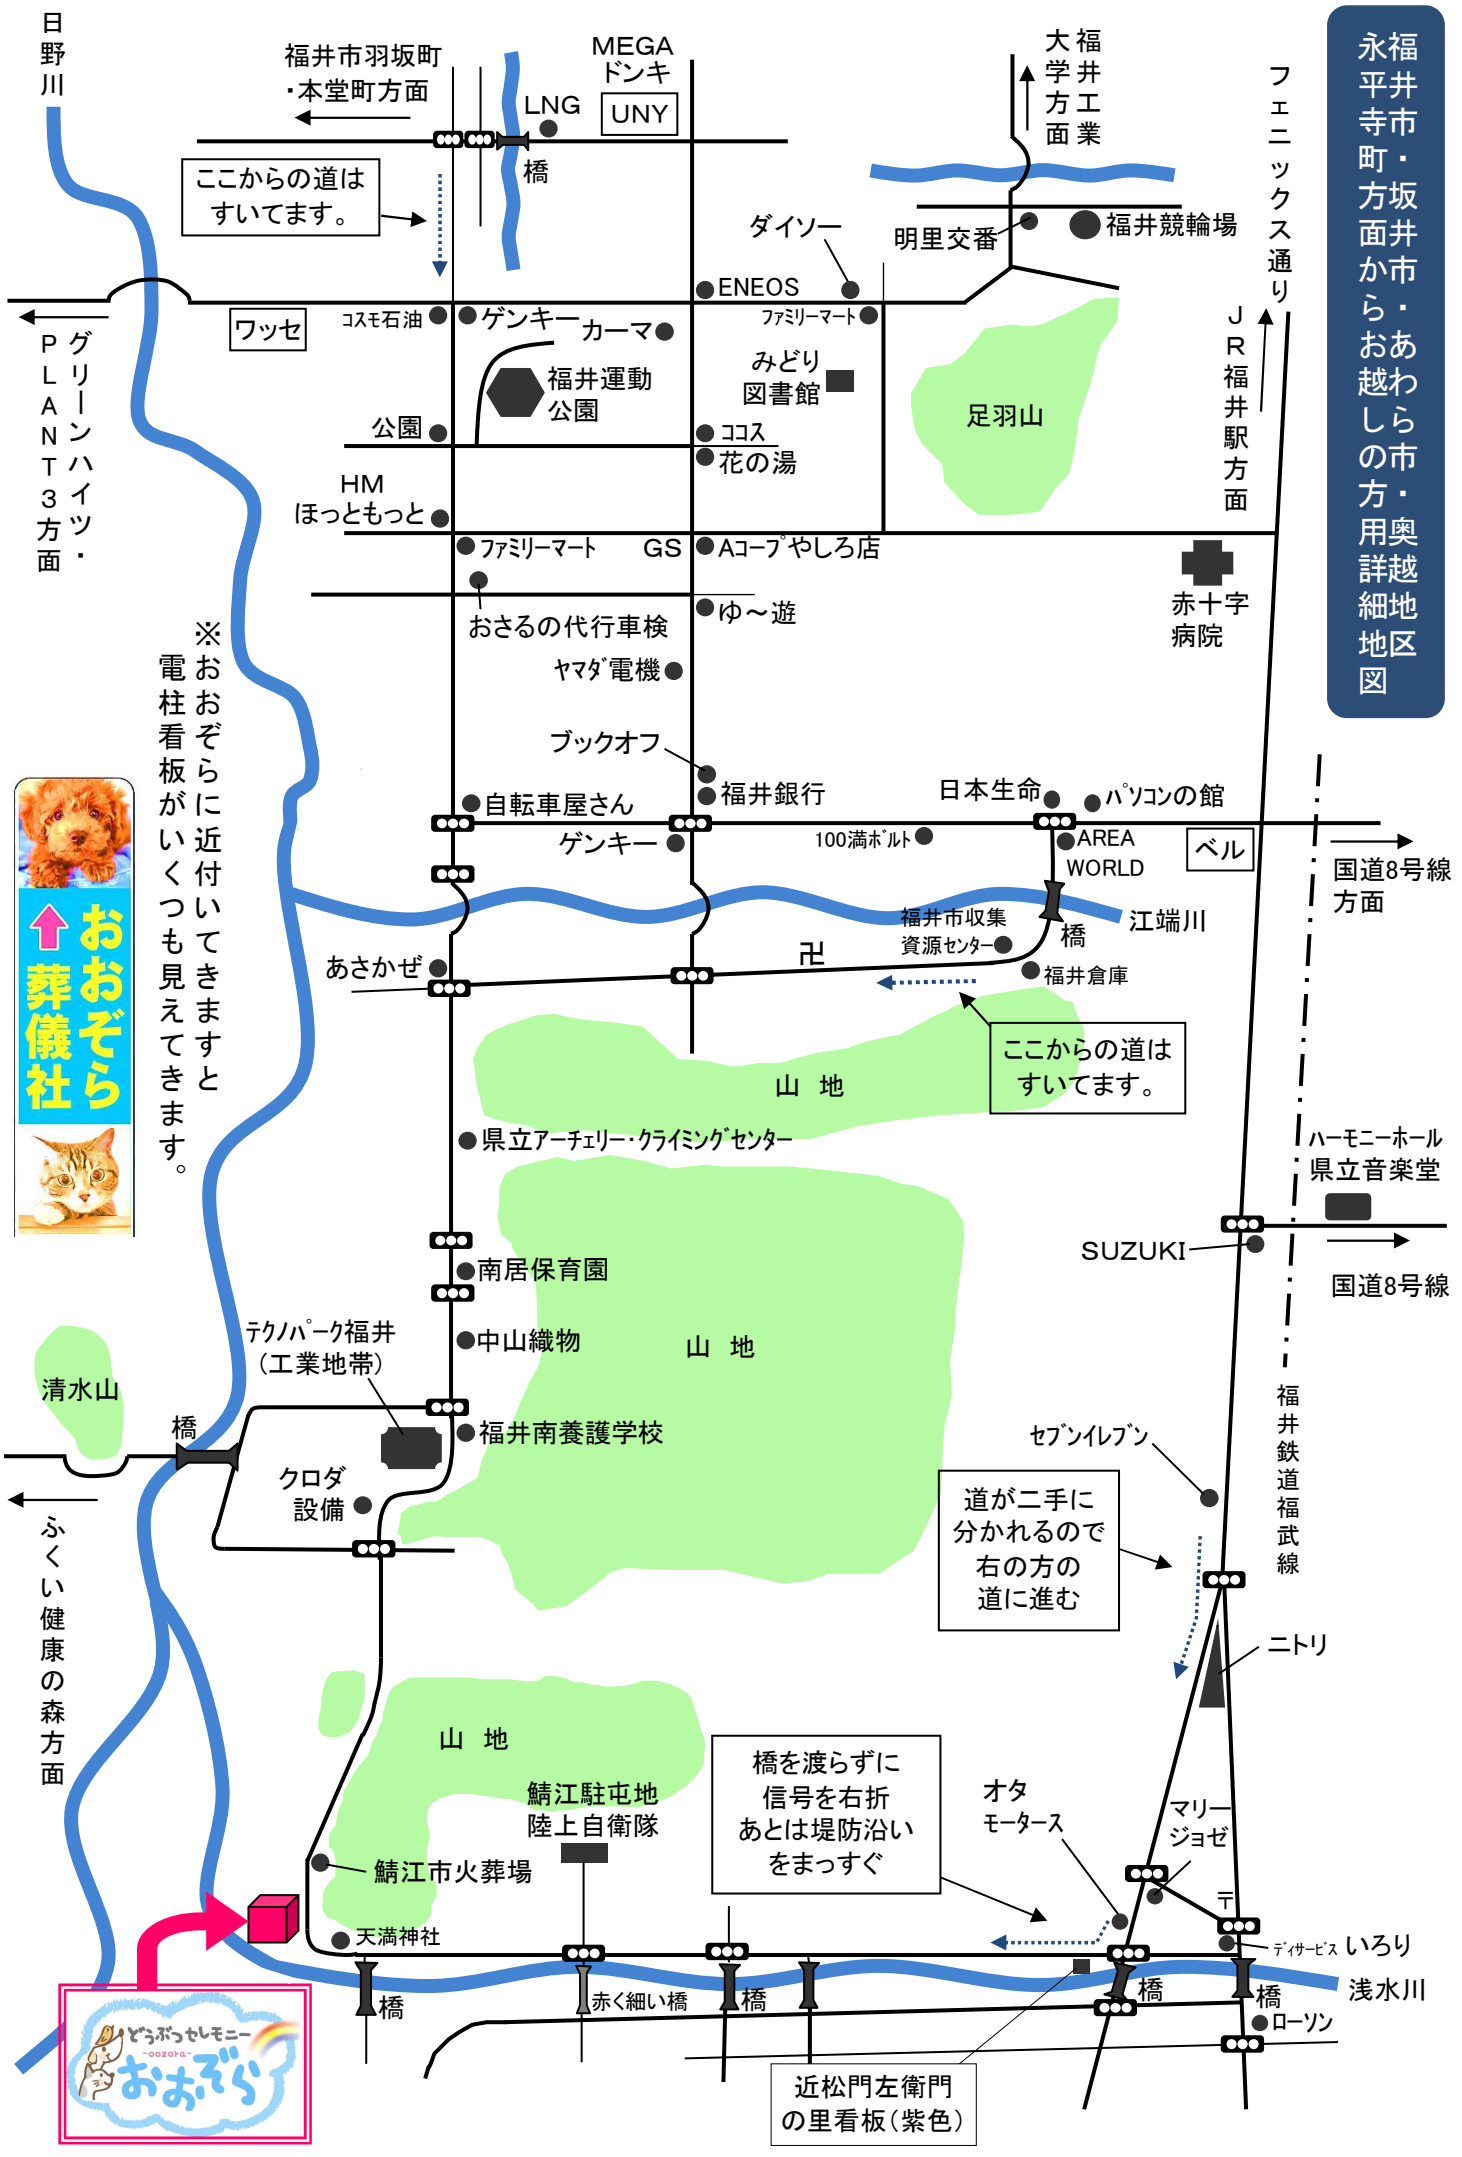 福井市・坂井市・あわら市・奥越地区
永平寺町方面からお越しの方用詳細地図
日野川
福井市羽坂町
・本堂町方面
MEGA
ドンキ
UNY
LNG
橋
ここからの道は
すいてます。
福井工業
大学方面
フェニックス通り
ダイソー
明里交番
福井競輪場
ENEOS
ファミリーマート
コスモ石油
ゲンキー
カーマ
ワッセ
グリーンハイツ・
PLANT3方面
みどり
図書館
福井運動
公園
公園
ココス
花の湯
足羽山
JR福井駅方面
HM
ほっともっと
ファミリーマート
GS
Aコープやしろ店
赤十字
病院
おさるの代行車検
ゆ～遊
ヤマダ電機
ブックオフ
福井銀行
自転車屋さん
ゲンキー
日本生命
パソコンの館
100満ボルト
AREA
WORLD
ベル
国道8号線
方面
※おおぞらに近付いてきますと
電柱看板がいくつも見えてきます。
おおぞら
葬儀社
福井市収集
資源センター
橋
江端川
卍
福井倉庫
あさかぜ
ここからの道は
すいてます。
山地
県立アーチェリー・クライミングセンター
ハーモニーホール
県立音楽堂
SUZUKI
国道8号線
南居保育園
中山織物
山地
テクノパーク福井
(工業地帯)
清水山
橋
福井南養護学校
クロダ
設備
ふくい健康の森方面
セブンイレブン
福井鉄道福武線
道が二手に
分かれるので
右の方の
道に進む
ニトリ
山地
鯖江駐屯地
陸上自衛隊
橋を渡らずに
信号を右折
あとは堤防沿い
をまっすぐ
オタ
モータース
マリー
ジョゼ
〒
鯖江市火葬場
天満神社
デイサービス いろり
橋
赤く細い橋
橋
橋
橋
浅水川
ローソン
近松門左衛門
の里看板(紫色)
どうぶつセレモニー
-oozora-
おおぞら